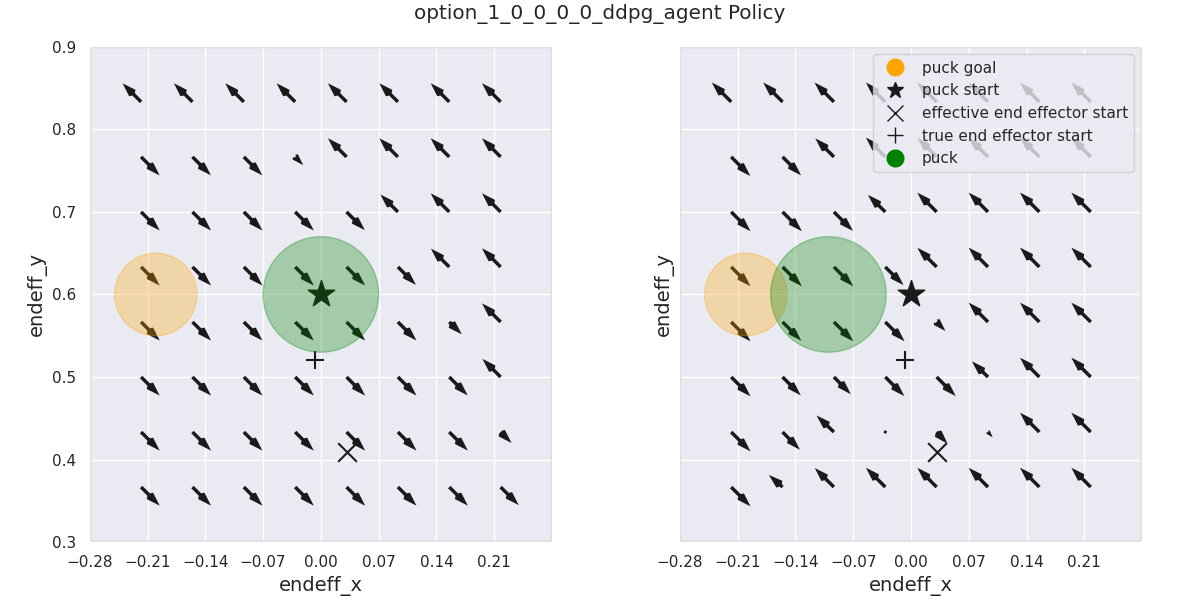 option_1_0_0_0_0_ddpg_agent Policy
0.9
0.8
0.7
0.6
0.5
0.4
0.3
endeff_y
−0.28 −0.21 −0.14 −0.07 0.00 0.07 0.14 0.21
endeff_x
puck goal
puck start
effective end effector start
true end effector start
puck
endeff_y
−0.28 −0.21 −0.14 −0.07 0.00 0.07 0.14 0.21
endeff_x